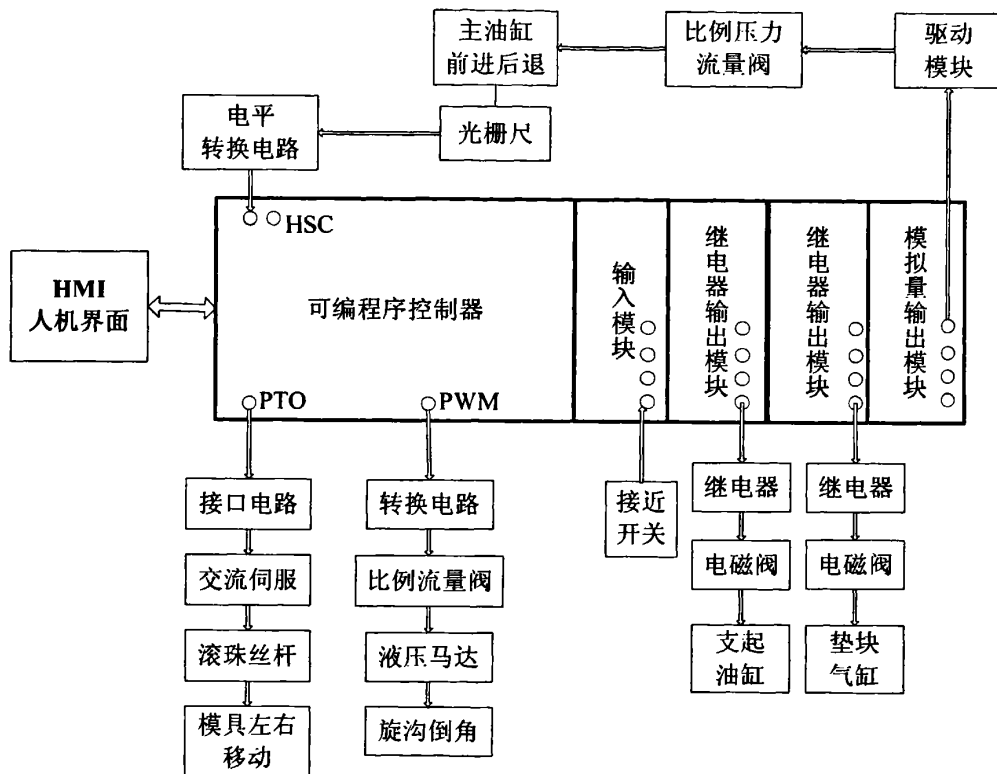 主油缸
前进后退
比例压力
流量阀
驱动
模块
电平
转换电路
光栅尺
HSC
HMI
人机界面
可编程序控制器
输入模块
继电器输出模块
继电器输出模块
模拟量输出模块
PTO
PWM
接口电路
转换电路
接近
开关
继电器
继电器
交流伺服
比例流量阀
电磁阀
电磁阀
滚珠丝杆
液压马达
支起
油缸
垫块
气缸
模具左右
移动
旋沟倒角